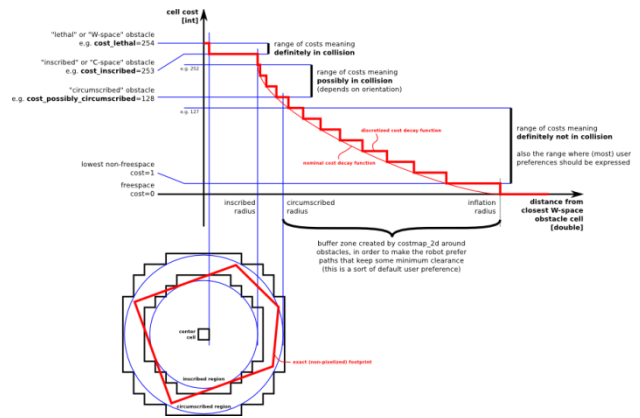 cell cost
[int]
"lethal" or "W-space" obstacle
e.g. cost_lethal=254
"inscribed" or "C-space" obstacle
e.g. cost_inscribed=253
e.g. 252
"circumscribed" obstacle
e.g. cost_possibly_circumscribed=128
e.g. 127
lowest non-freespace
cost=1
freespace
cost=0
range of costs meaning
definitely in collision
range of costs meaning
possibly in collision
(depends on orientation)
range of costs meaning
definitely not in collision
also the range where (most) user
preferences should be expressed
discretized cost decay function
nominal cost decay function
inscribed
radius
circumscribed
radius
inflation
radius
distance from
closest W-space
obstacle cell
[double]
buffer zone created by costmap_2d around
obstacles, in order to make the robot prefer
paths that keep some minimum clearance
(this is a sort of default user preference)
center
cell
exact (non-pixelized) footprint
inscribed region
circumscribed region